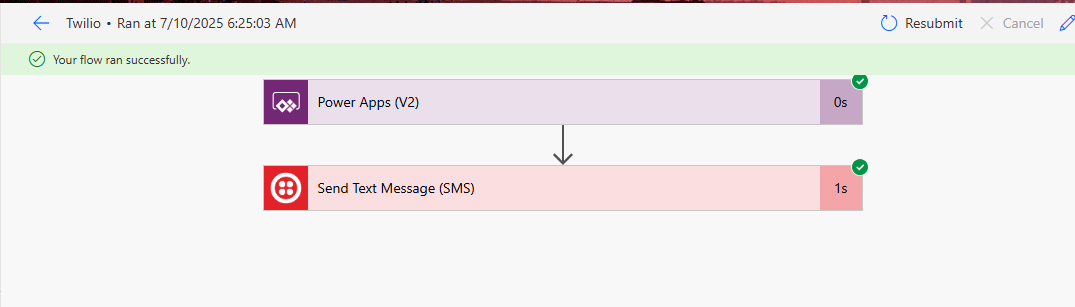 Twilio • Ran at 7/10/2025 6:25:03 AM Resubmit Cancel
Your flow ran successfully.
Power Apps (V2) 0s
Send Text Message (SMS) 1s